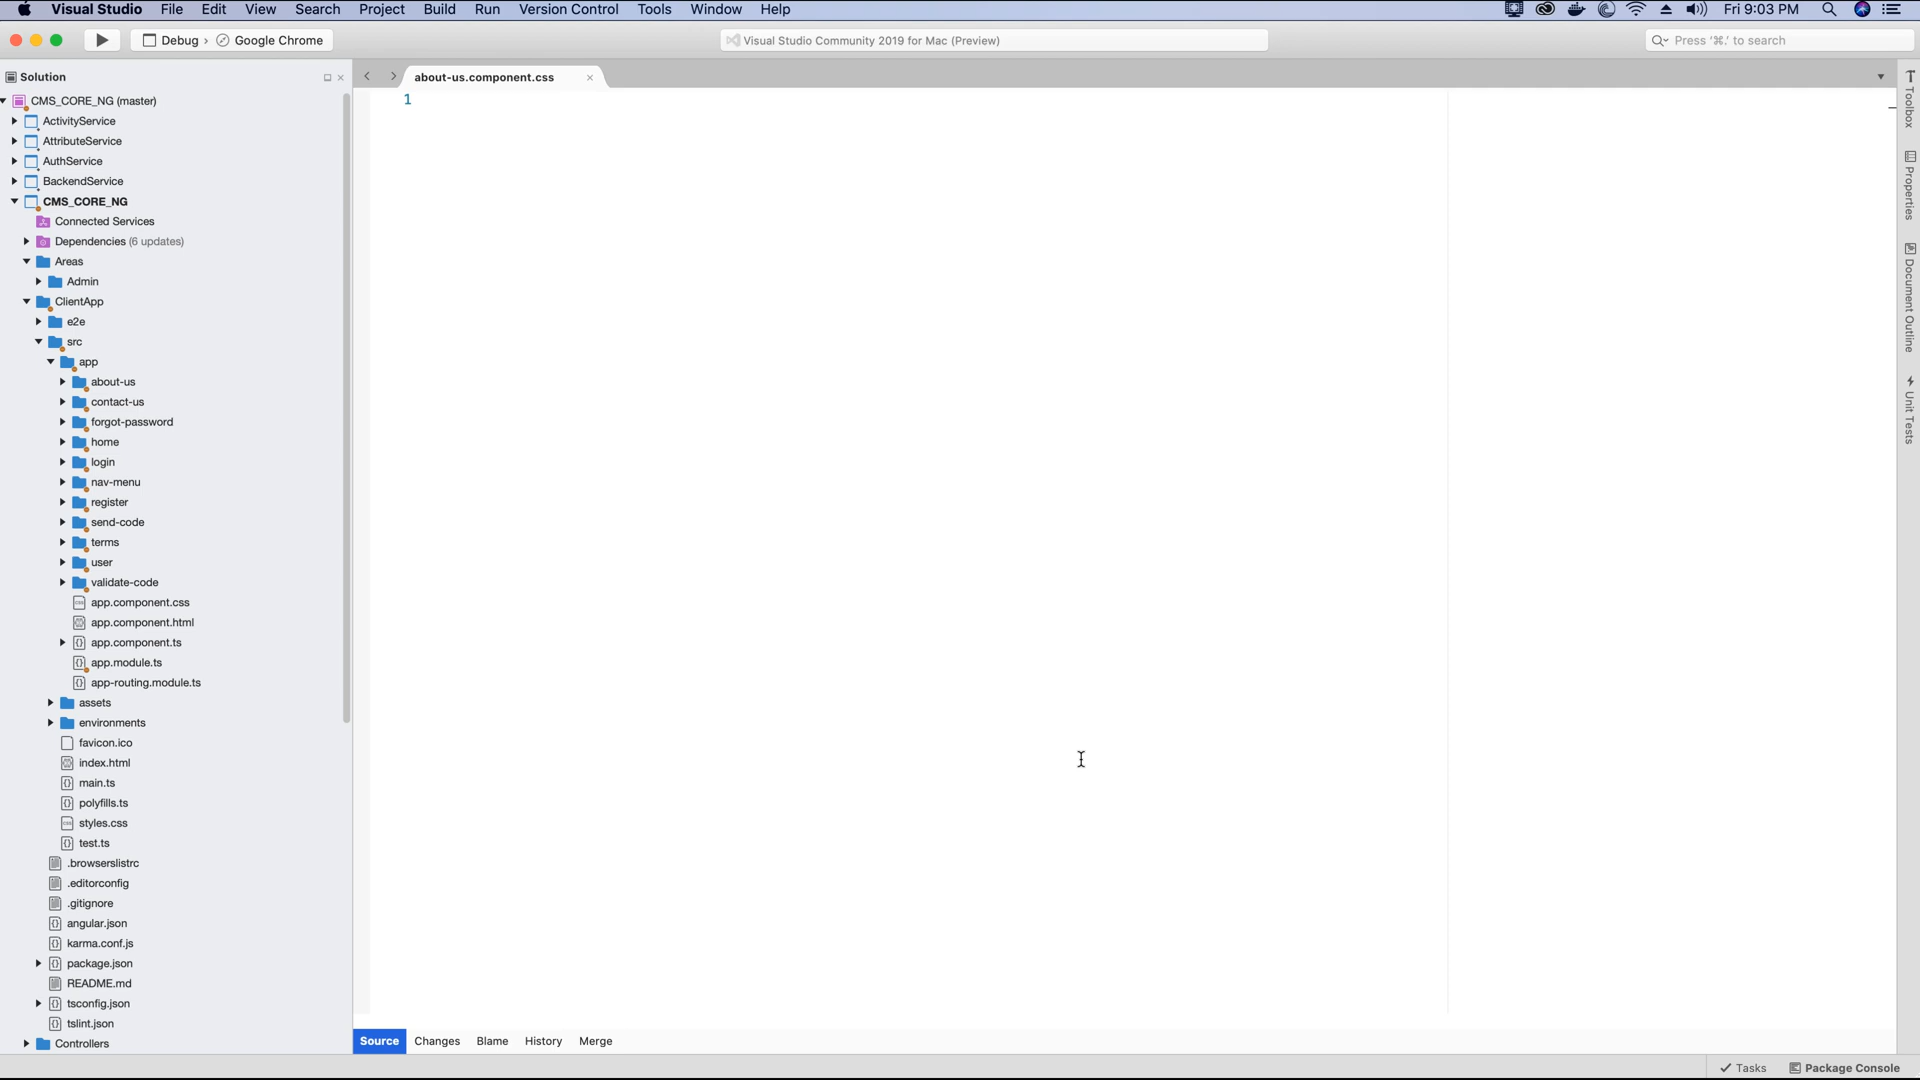 Visual Studio File Edit View Search Project Build Run Version Control Tools Window Help Fri 9:03 PM
Debug › Google Chrome
Visual Studio Community 2019 for Mac (Preview)
Press '⌘.' to search
Solution
CMS_CORE_NG (master)
ActivityService
AttributeService
AuthService
BackendService
CMS_CORE_NG
Connected Services
Dependencies (6 updates)
Areas
Admin
ClientApp
e2e
src
app
about-us
contact-us
forgot-password
home
login
nav-menu
register
send-code
terms
user
validate-code
app.component.css
app.component.html
app.component.ts
app.module.ts
app-routing.module.ts
assets
environments
favicon.ico
index.html
main.ts
polyfills.ts
styles.css
test.ts
.browserslistrc
.editorconfig
.gitignore
angular.json
karma.conf.js
package.json
README.md
tsconfig.json
tslint.json
Controllers
about-us.component.css
1
Source Changes Blame History Merge
Toolbox
Properties
Document Outline
Unit Tests
Tasks Package Console